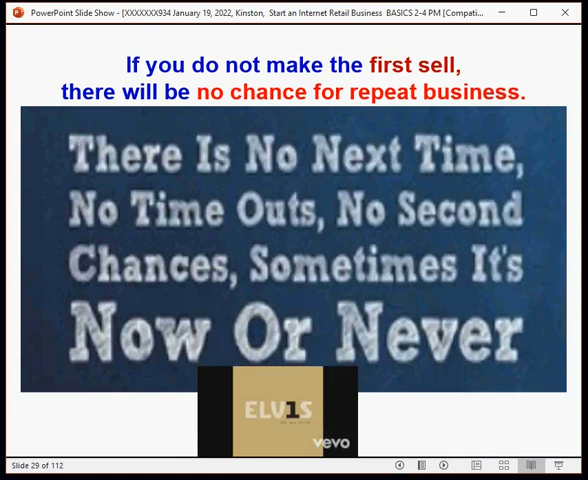 PowerPoint Slide Show - [XXXXXXX934 January 19, 2022, Kinston, Start an Internet Retail Business BASICS 2-4 PM [Compati...
If you do not make the first sell,
there will be no chance for repeat business.
There Is No Next Time,
No Time Outs, No Second
Chances, Sometimes It's
Now Or Never
ELV1S
vevo
Slide 29 of 112